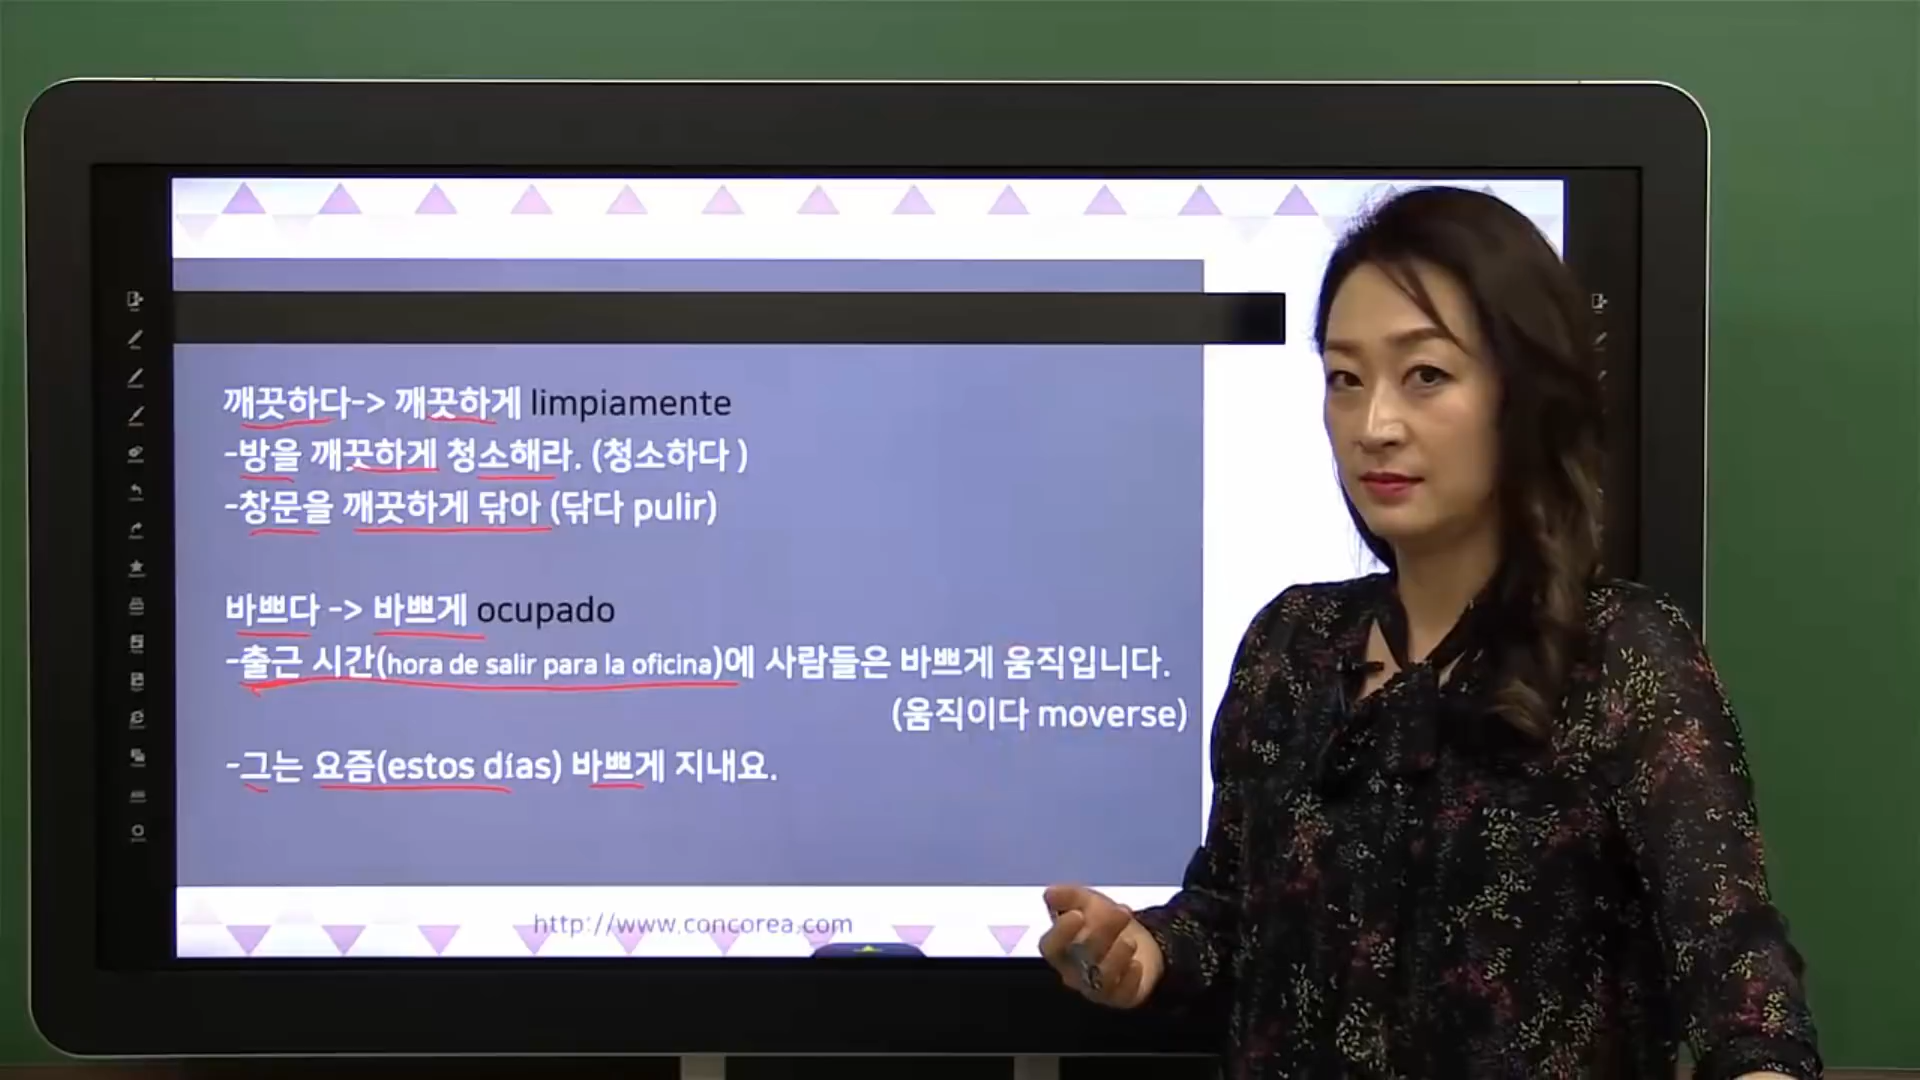 깨끗하다-> 깨끗하게 limpiamente
-방을 깨끗하게 청소해라. (청소하다 )
-창문을 깨끗하게 닦아 (닦다 pulir)
바쁘다 -> 바쁘게 ocupado
-출근 시간(hora de salir para la oficina)에 사람들은 바쁘게 움직입니다.
(움직이다 moverse)
-그는 요즘(estos días) 바쁘게 지내요.
http://www.concorea.com